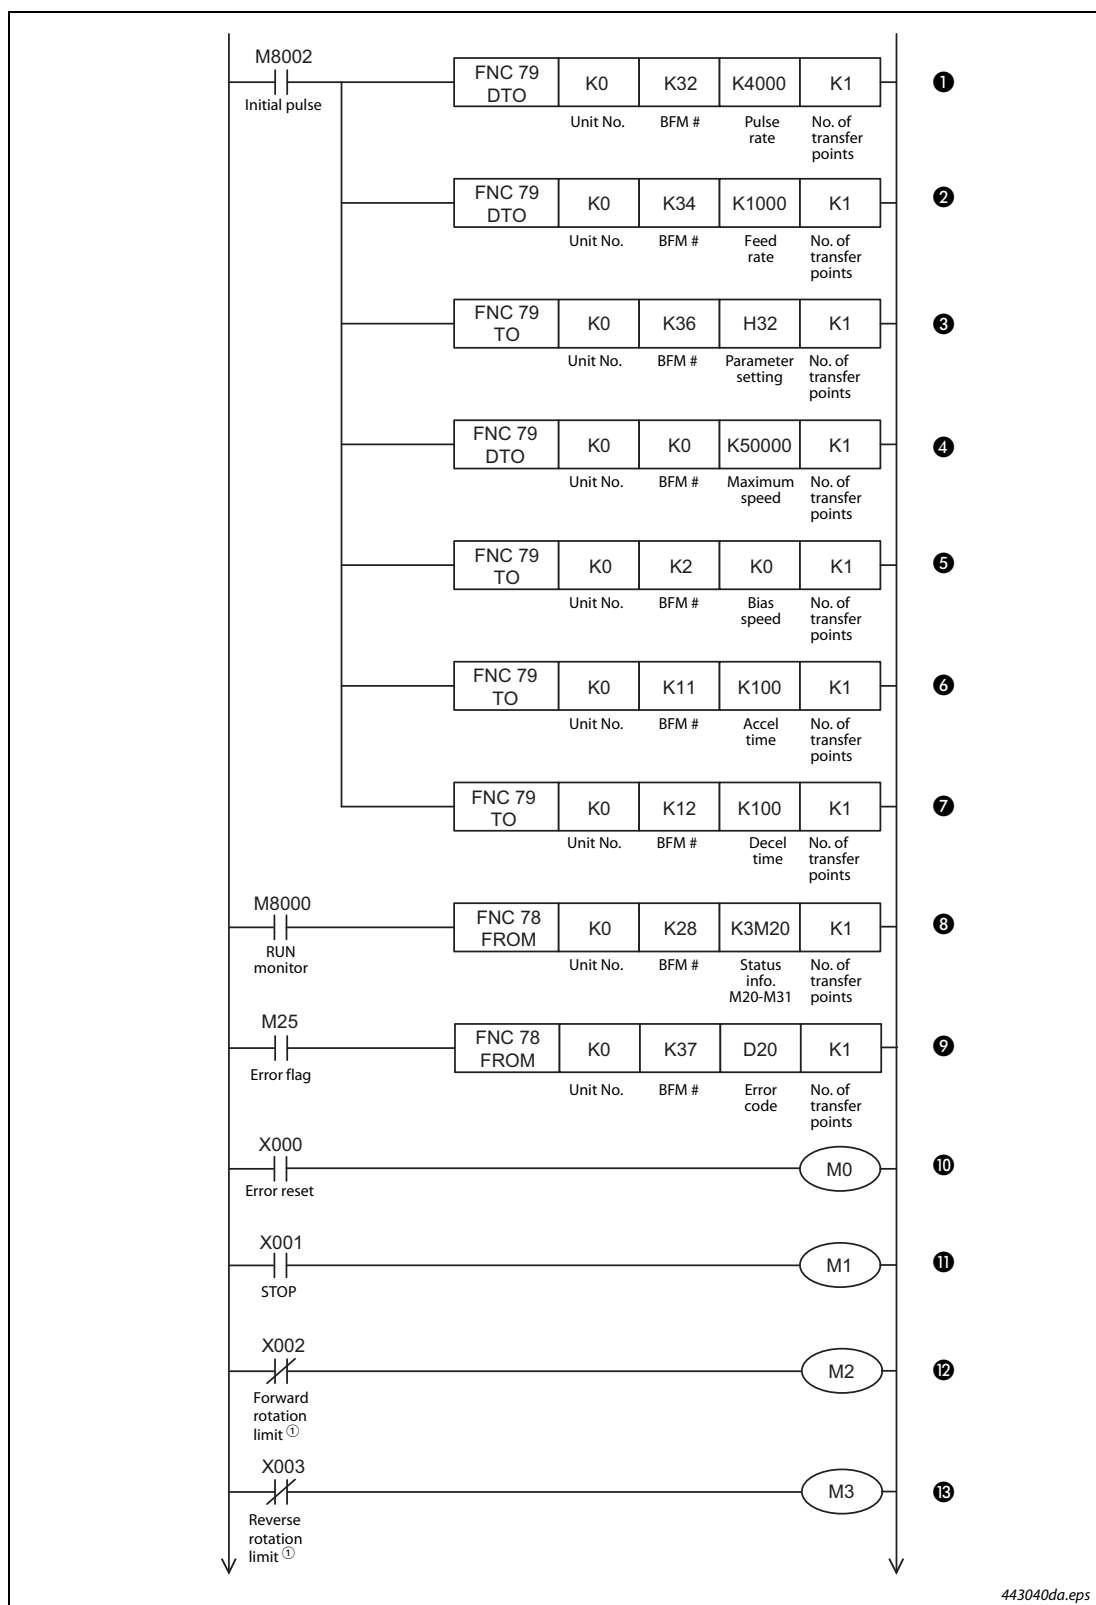 M8002
Initial pulse
FNC 79
DTO
K0
K32
K4000
K1
❶
Unit No.
BFM #
Pulse
rate
No. of
transfer
points
FNC 79
DTO
K0
K34
K1000
K1
❷
Unit No.
BFM #
Feed
rate
No. of
transfer
points
FNC 79
TO
K0
K36
H32
K1
❸
Unit No.
BFM #
Parameter
setting
No. of
transfer
points
FNC 79
DTO
K0
K0
K50000
K1
❹
Unit No.
BFM #
Maximum
speed
No. of
transfer
points
FNC 79
TO
K0
K2
K0
K1
❺
Unit No.
BFM #
Bias
speed
No. of
transfer
points
FNC 79
TO
K0
K11
K100
K1
❻
Unit No.
BFM #
Accel
time
No. of
transfer
points
FNC 79
TO
K0
K12
K100
K1
❼
Unit No.
BFM #
Decel
time
No. of
transfer
points
M8000
RUN
monitor
FNC 78
FROM
K0
K28
K3M20
K1
❽
Unit No.
BFM #
Status
info.
M20-M31
No. of
transfer
points
M25
Error flag
FNC 78
FROM
K0
K37
D20
K1
❾
Unit No.
BFM #
Error
code
No. of
transfer
points
X000
Error reset
M0
❿
X001
STOP
M1
⓫
X002
Forward
rotation
limit ①
M2
⓬
X003
Reverse
rotation
limit ①
M3
⓭
443040da.eps